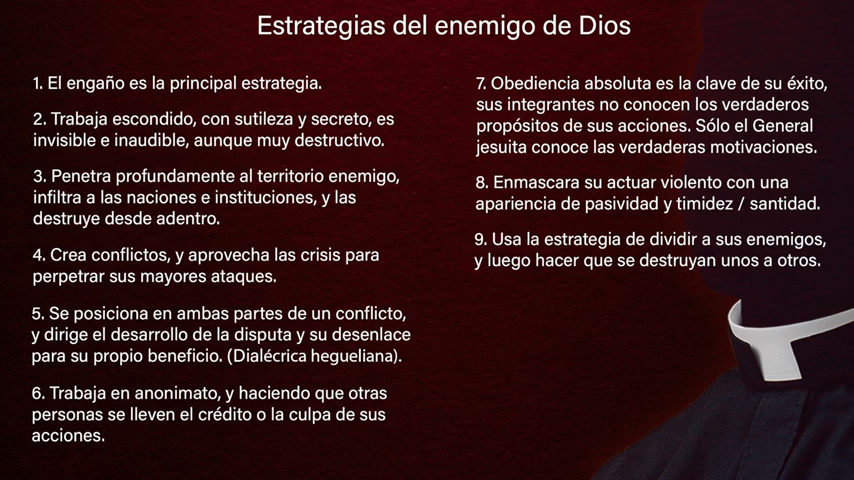 Estrategias del enemigo de Dios
1. El engaño es la principal estrategia.
2. Trabaja escondido, con sutileza y secreto, es
invisible e inaudible, aunque muy destructivo.
3. Penetra profundamente al territorio enemigo,
infiltra a las naciones e instituciones, y las
destruye desde adentro.
4. Crea conflictos, y aprovecha las crisis para
perpetrar sus mayores ataques.
5. Se posiciona en ambas partes de un conflicto,
y dirige el desarrollo de la disputa y su desenlace
para su propio beneficio. (Dialécrica hegueliana).
6. Trabaja en anonimato, y haciendo que otras
personas se lleven el crédito o la culpa de sus
acciones.
7. Obediencia absoluta es la clave de su éxito,
sus integrantes no conocen los verdaderos
propósitos de sus acciones. Sólo el General
jesuita conoce las verdaderas motivaciones.
8. Enmascara su actuar violento con una
apariencia de pasividad y timidez / santidad.
9. Usa la estrategia de dividir a sus enemigos,
y luego hacer que se destruyan unos a otros.